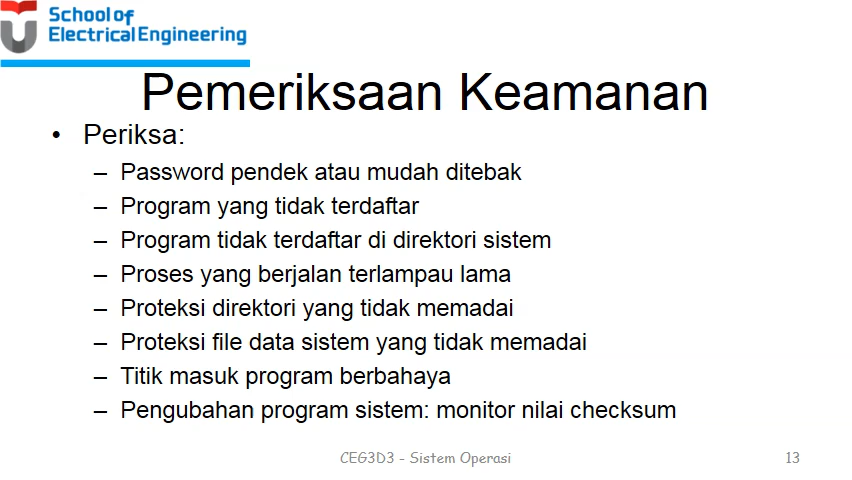 School of
Electrical Engineering
Pemeriksaan Keamanan
• Periksa:
– Password pendek atau mudah ditebak
– Program yang tidak terdaftar
– Program tidak terdaftar di direktori sistem
– Proses yang berjalan terlampau lama
– Proteksi direktori yang tidak memadai
– Proteksi file data sistem yang tidak memadai
– Titik masuk program berbahaya
– Pengubahan program sistem: monitor nilai checksum
CEG3D3 - Sistem Operasi
13